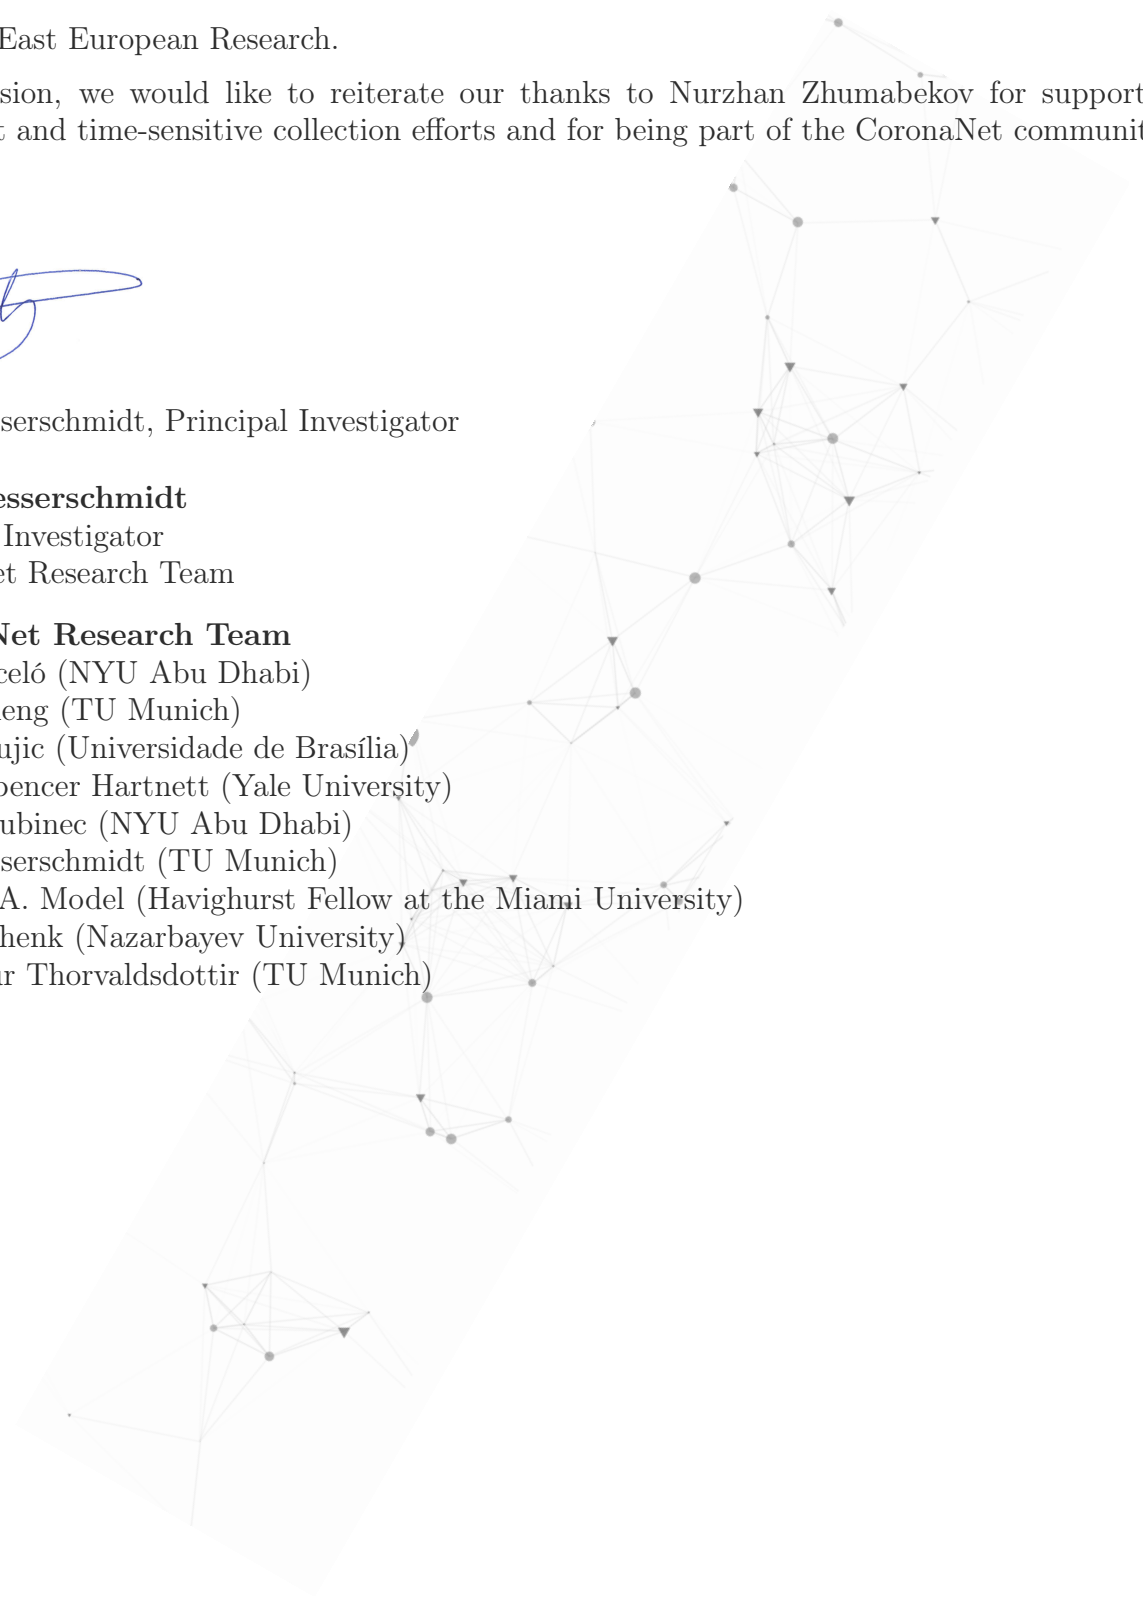 East European Research.
sion, we would like to reiterate our thanks to Nurzhan Zhumabekov for support
t and time-sensitive collection efforts and for being part of the CoronaNet communit
serschmidt, Principal Investigator
esserschmidt
Investigator
et Research Team
Net Research Team
celó (NYU Abu Dhabi)
eng (TU Munich)
ujic (Universidade de Brasília)
pencer Hartnett (Yale University)
ubinec (NYU Abu Dhabi)
serschmidt (TU Munich)
A. Model (Havighurst Fellow at the Miami University)
henk (Nazarbayev University)
ur Thorvaldsdottir (TU Munich)